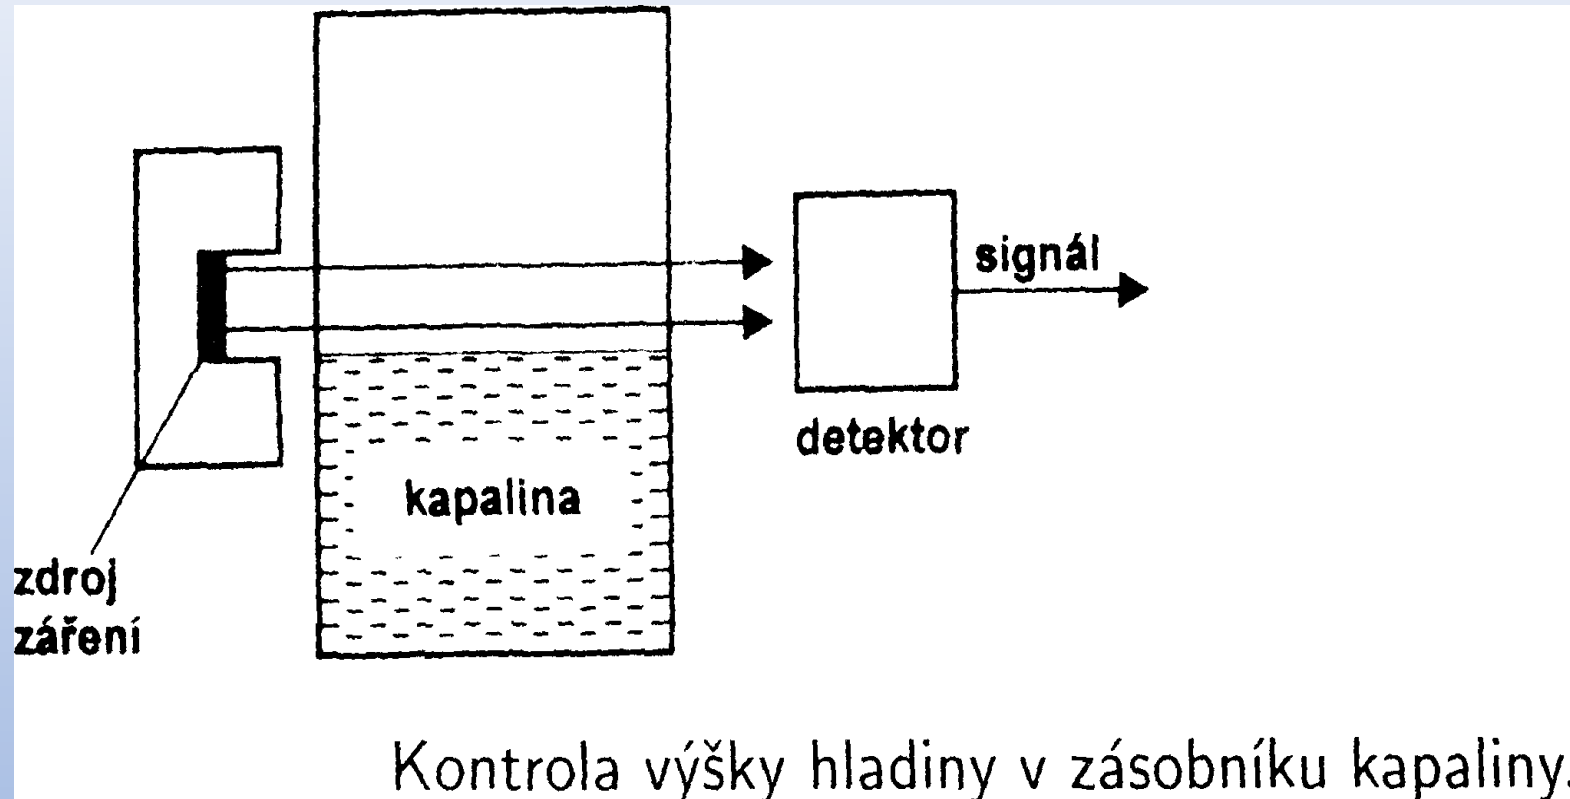 signál
detektor
kapalina
zdroj
záření
Kontrola výšky hladiny v zásobníku kapaliny.